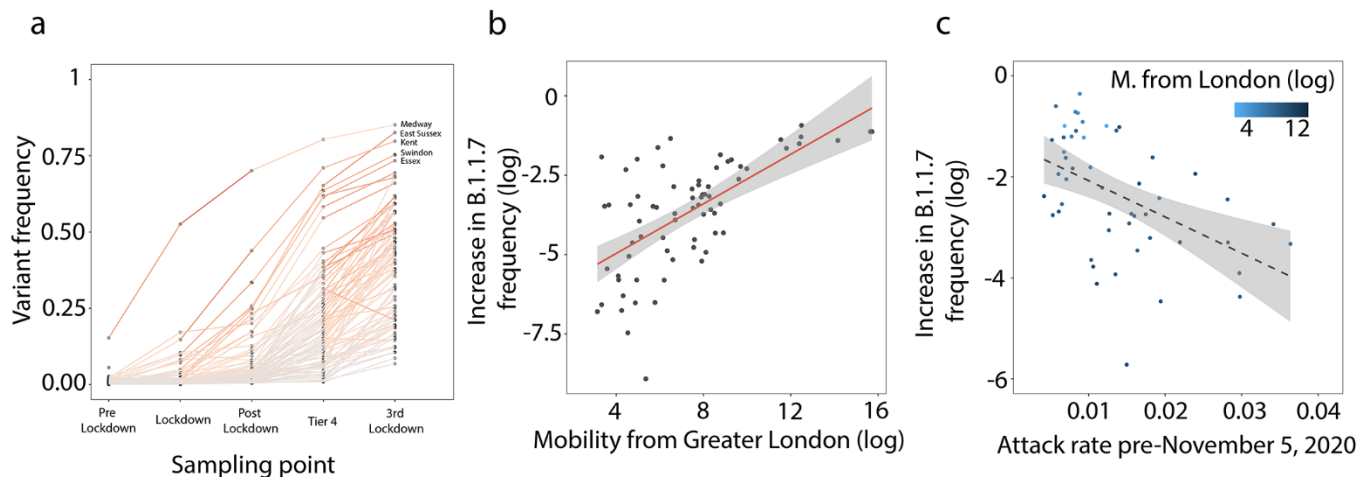 a
Variant frequency
1
0.75
0.50
0.25
0.00
Medway
East Sussex
Kent
Swindon
Essex
Pre
Lockdown
Lockdown
Post
Lockdown
Tier 4
3rd
Lockdown
Sampling point
b
Increase in B.1.1.7
frequency (log)
0
-2.5
-5
-7.5
4
8
12
16
Mobility from Greater London (log)
c
Increase in B.1.1.7
frequency (log)
0
-2
-4
-6
M. from London (log)
4 12
0.01
0.02
0.03
0.04
Attack rate pre-November 5, 2020